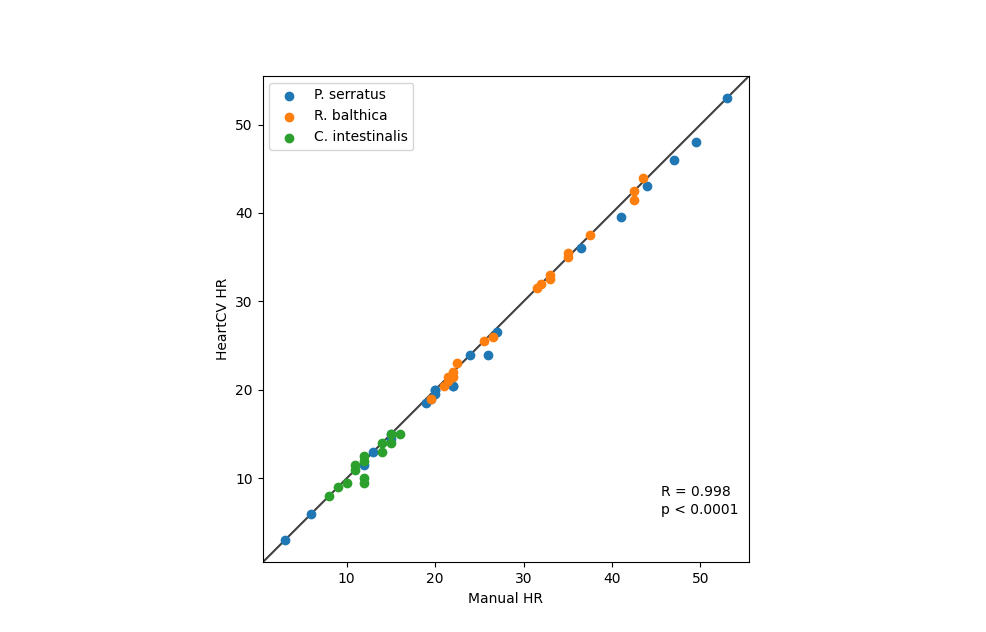 P. serratus
R. balthica
C. intestinalis
50
40
30
20
10
HeartCV HR
R = 0.998
p < 0.0001
10 20 30 40 50
Manual HR